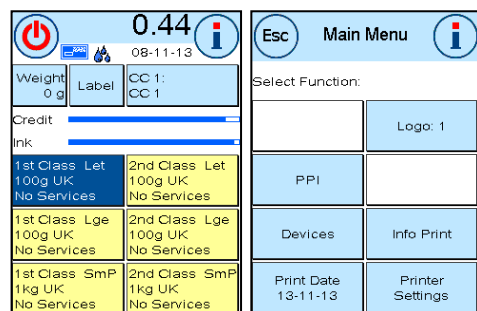 0.44
08-11-13
Weight
0 g
Label
CC 1:
CC 1
Credit
Ink
1st Class Let
100g UK
No Services
2nd Class Let
100g UK
No Services
1st Class Lge
100g UK
No Services
2nd Class Lge
100g UK
No Services
1st Class SmP
1kg UK
No Services
2nd Class SmP
1kg UK
No Services
Esc
Main Menu
i
Select Function:
Logo: 1
PPI
Devices
Info Print
Print Date
13-11-13
Printer
Settings